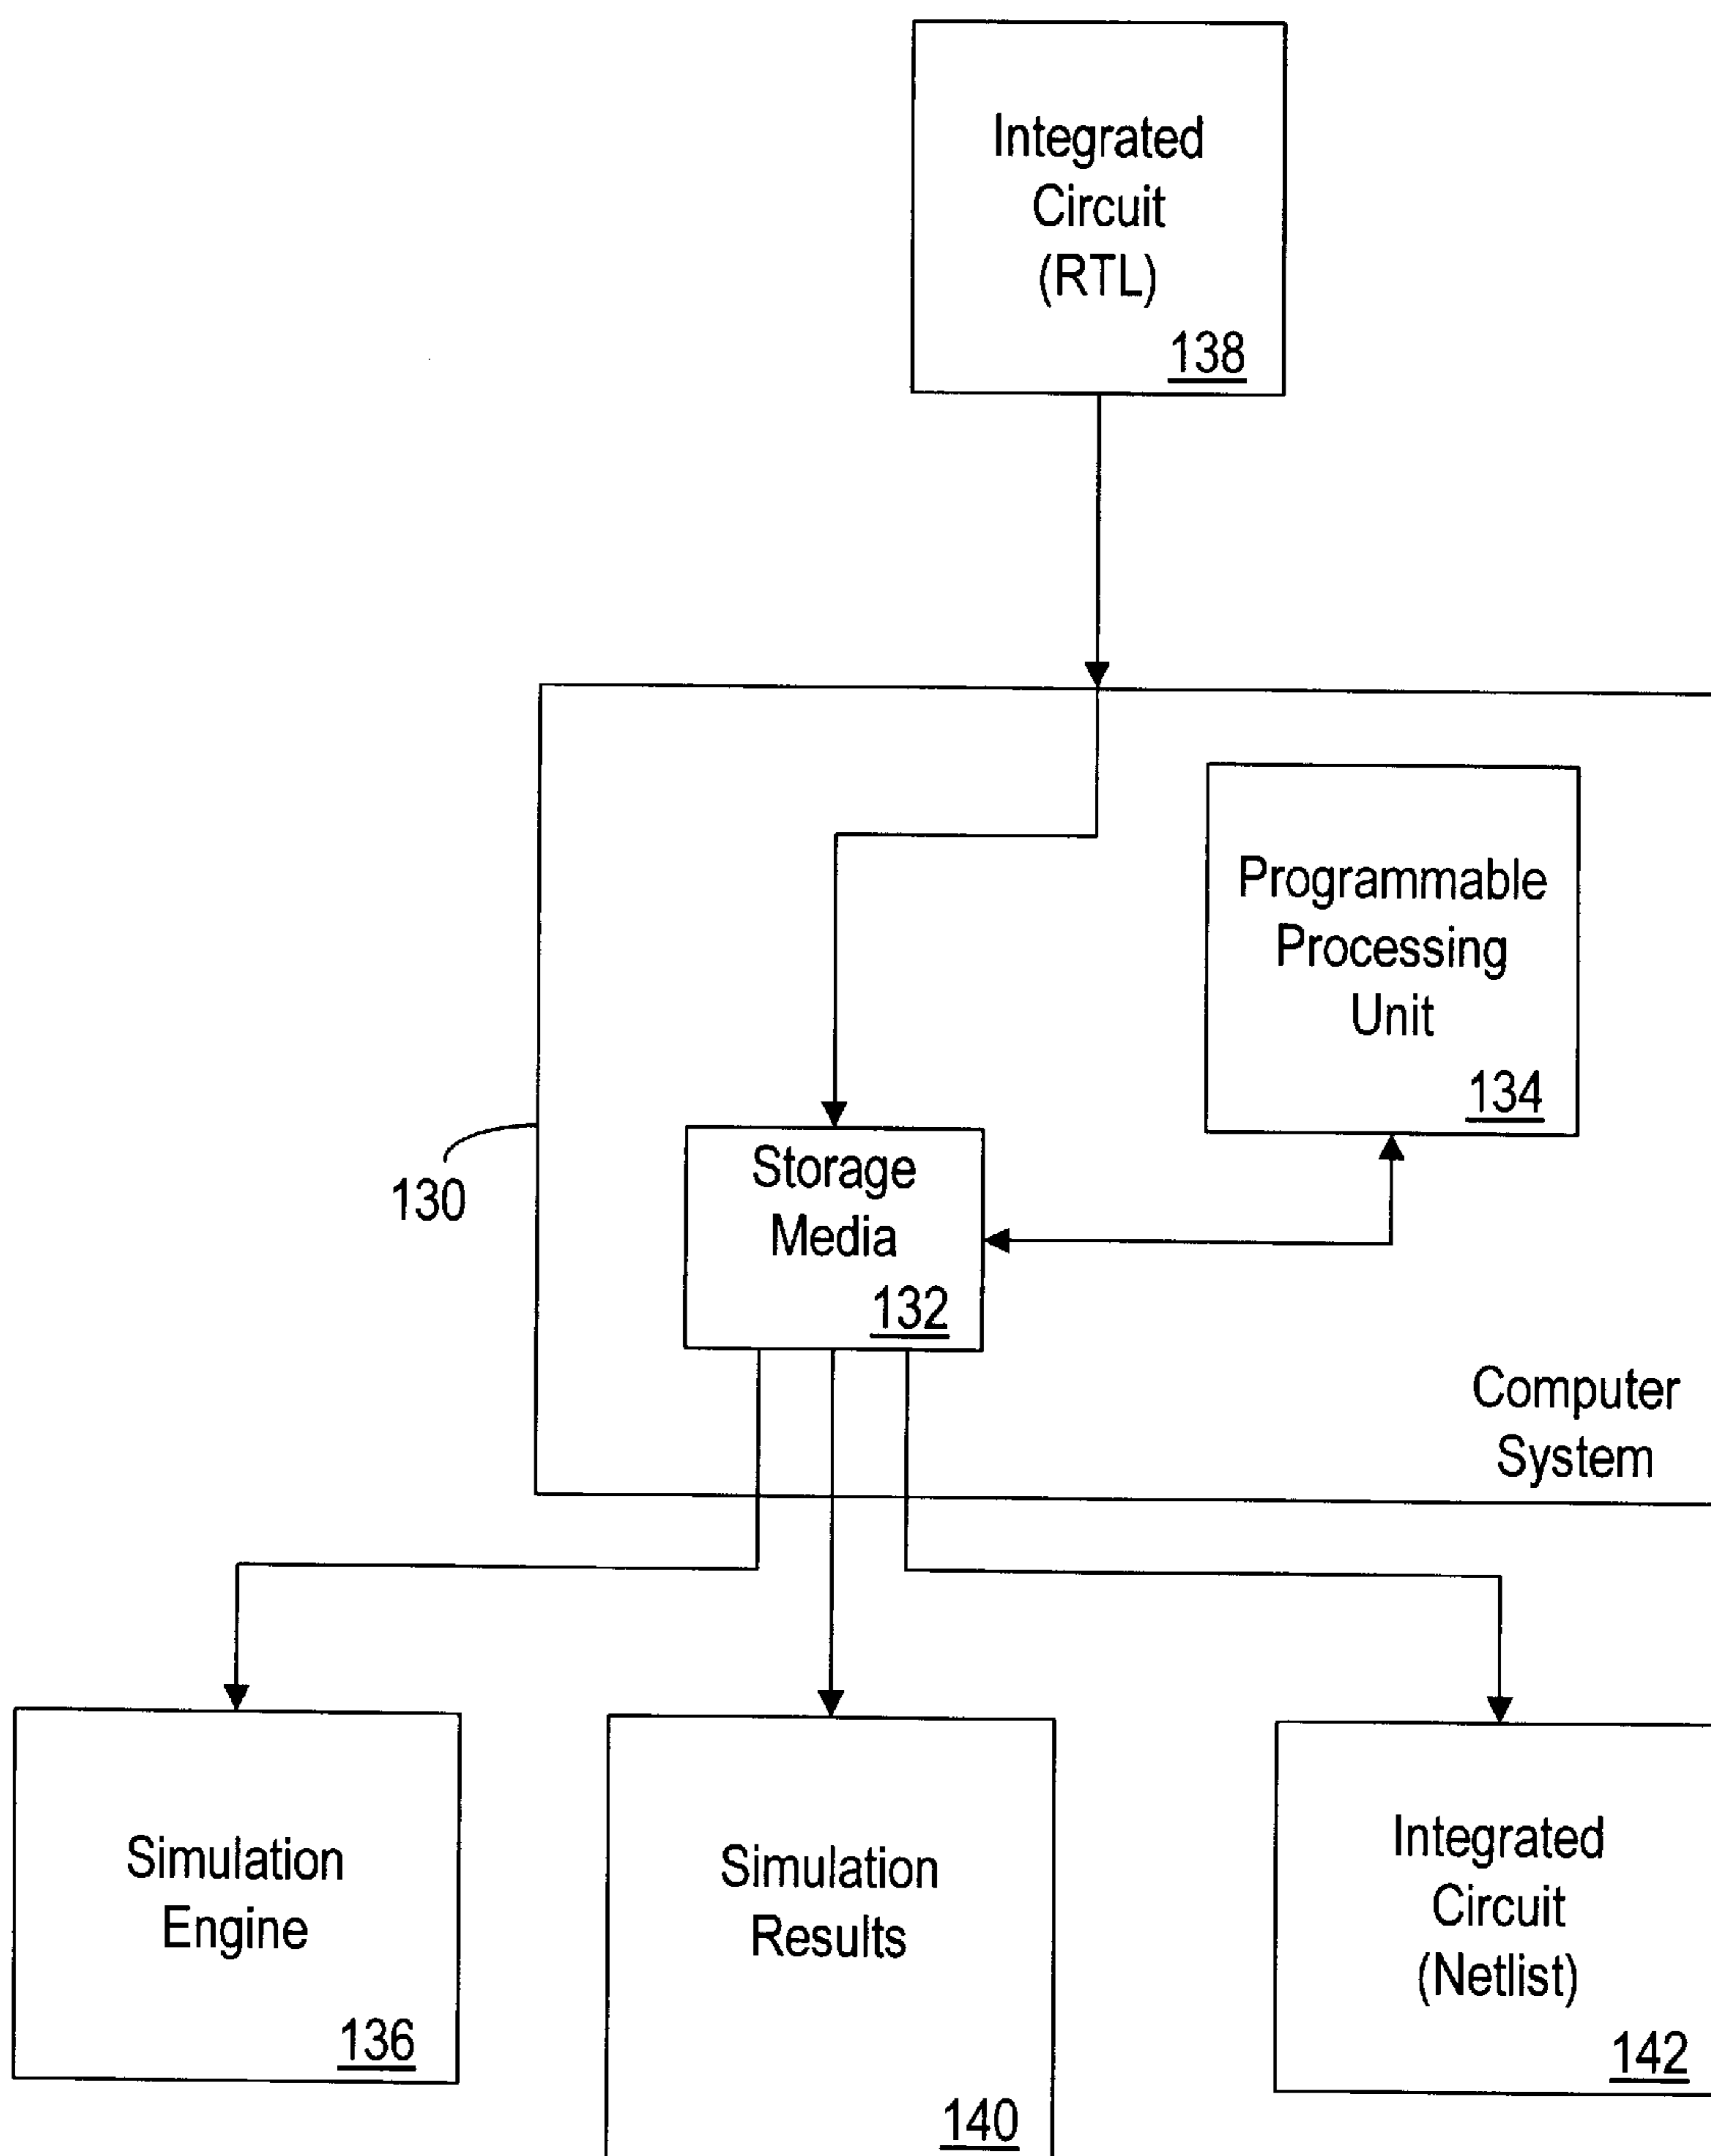 Integrated
Circuit
(RTL)
138
Programmable
Processing
Unit
134
Storage
Media
132
130
Computer
System
Simulation
Engine
136
Simulation
Results
140
Integrated
Circuit
(Netlist)
142